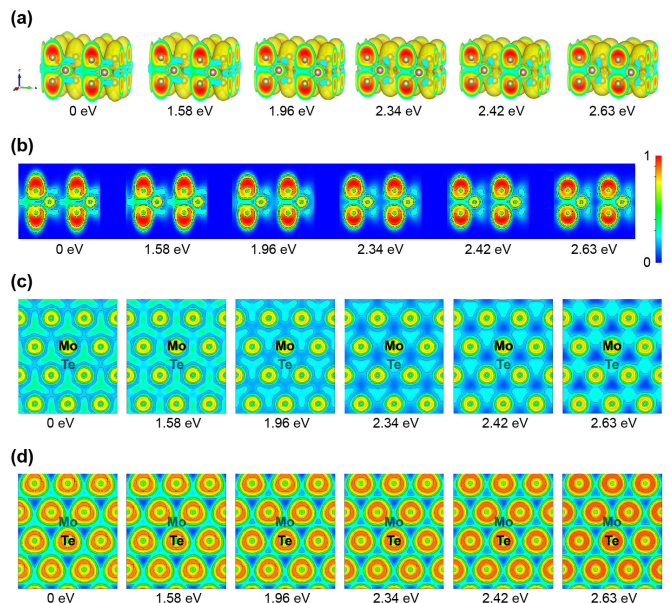 (a)
0 eV 1.58 eV 1.96 eV 2.34 eV 2.42 eV 2.63 eV
(b)
1
0
0 eV 1.58 eV 1.96 eV 2.34 eV 2.42 eV 2.63 eV
(c)
Mo Mo Mo Mo Mo Mo
Te Te Te Te Te Te
0 eV 1.58 eV 1.96 eV 2.34 eV 2.42 eV 2.63 eV
(d)
Mo Mo Mo Mo Mo Mo
Te Te Te Te Te Te
0 eV 1.58 eV 1.96 eV 2.34 eV 2.42 eV 2.63 eV